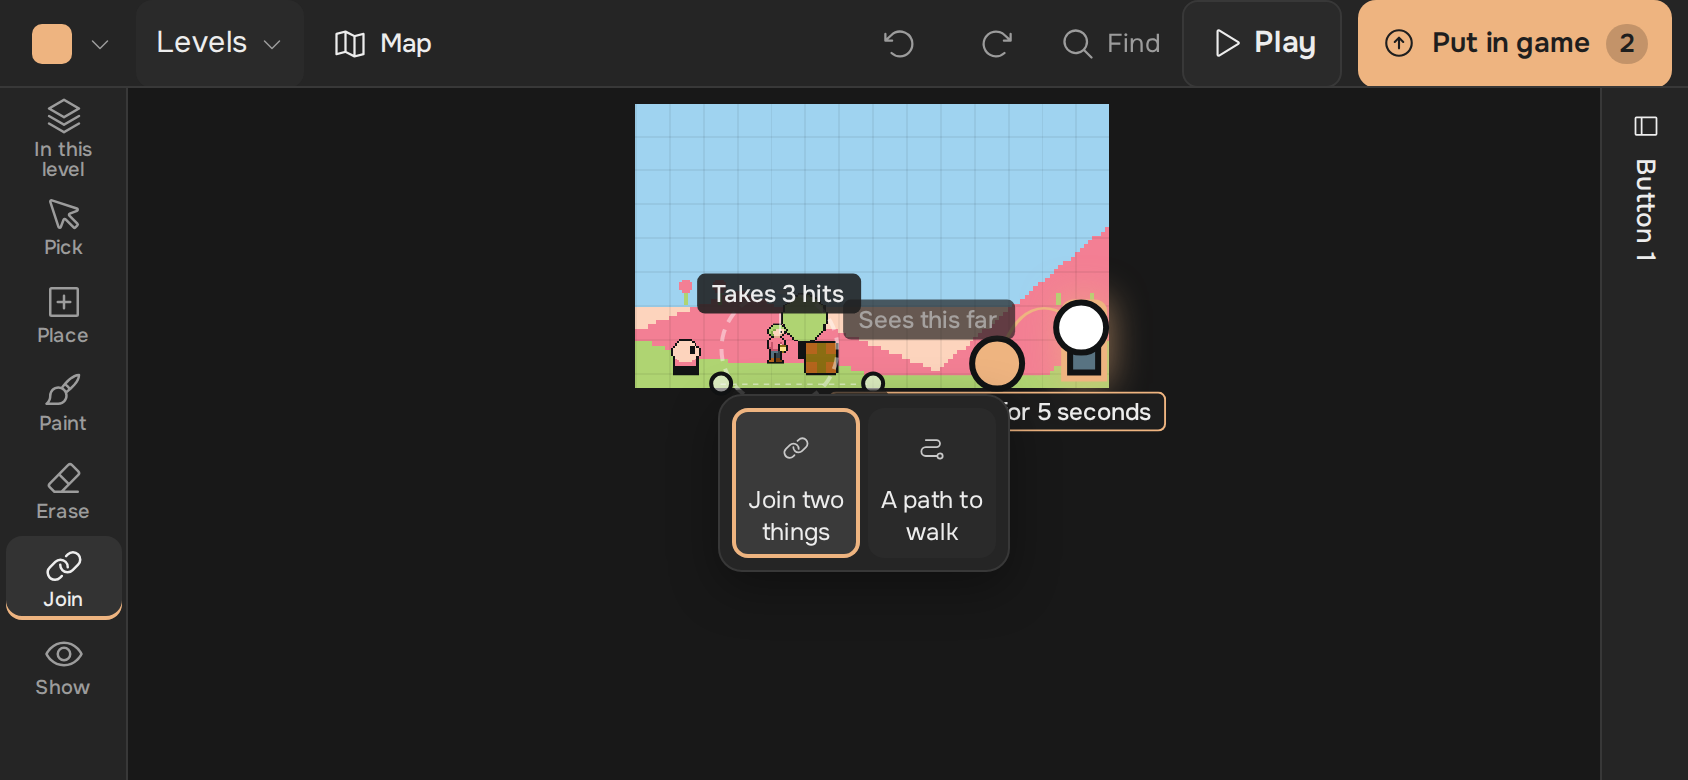 Levels
Map
Find
Play
Put in game
2
In this
level
Pick
Place
Paint
Erase
Join
Show
Takes 3 hits
Sees this far
for 5 seconds
Join two
things
A path to
walk
Button 1